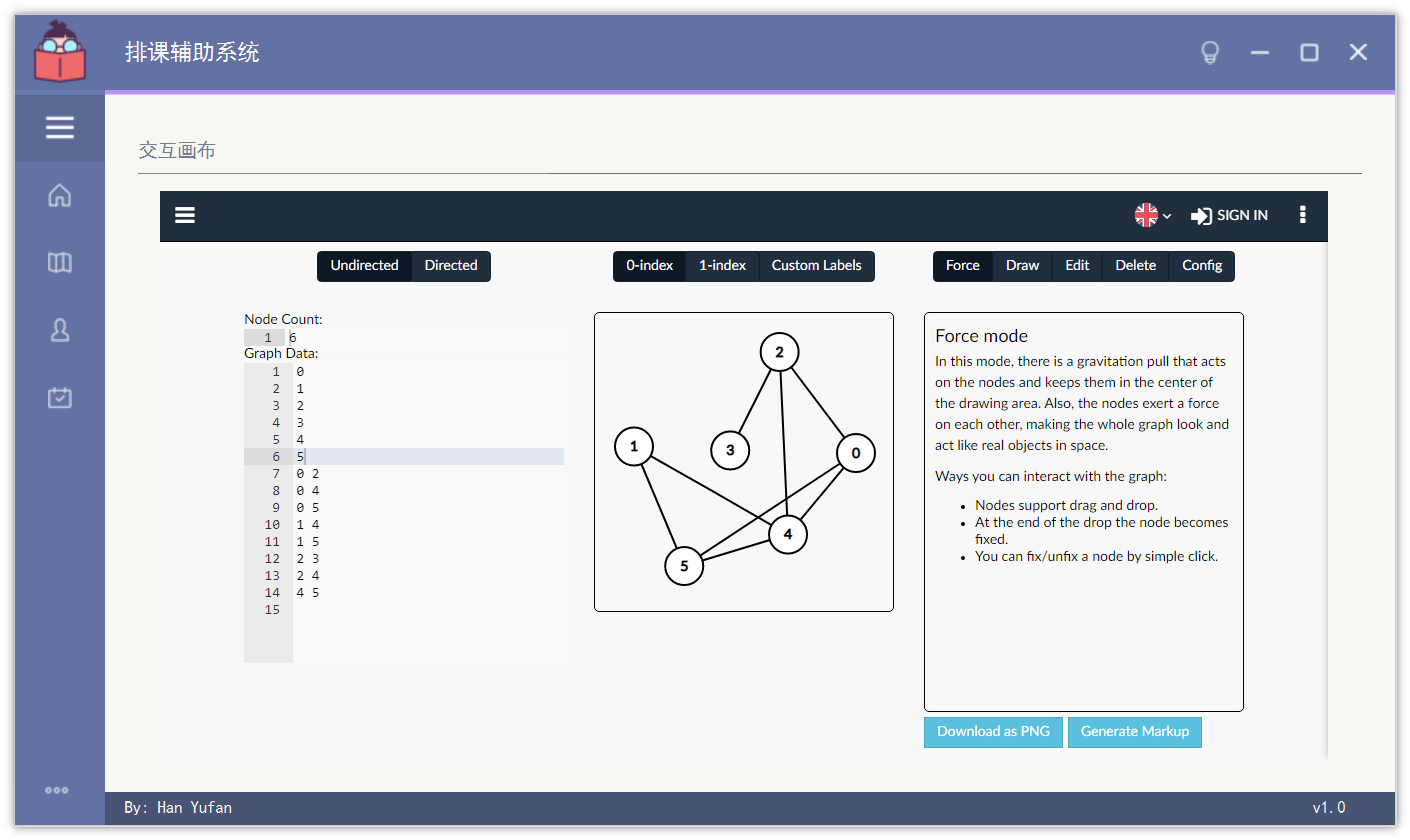 排课辅助系统
交互画布
SIGN IN
Undirected Directed
0-index 1-index Custom Labels
Force Draw Edit Delete Config
Node Count:
1 6
Graph Data:
1 0
2 1
3 2
4 3
5 4
6 5
7 0 2
8 0 4
9 0 5
10 1 4
11 1 5
12 2 3
13 2 4
14 4 5
15
2
1
3
0
4
5
Force mode
In this mode, there is a gravitation pull that acts
on the nodes and keeps them in the center of
the drawing area. Also, the nodes exert a force
on each other, making the whole graph look and
act like real objects in space.
Ways you can interact with the graph:
• Nodes support drag and drop.
• At the end of the drop the node becomes
fixed.
• You can fix/unfix a node by simple click.
Download as PNG Generate Markup
By: Han Yufan
v1.0